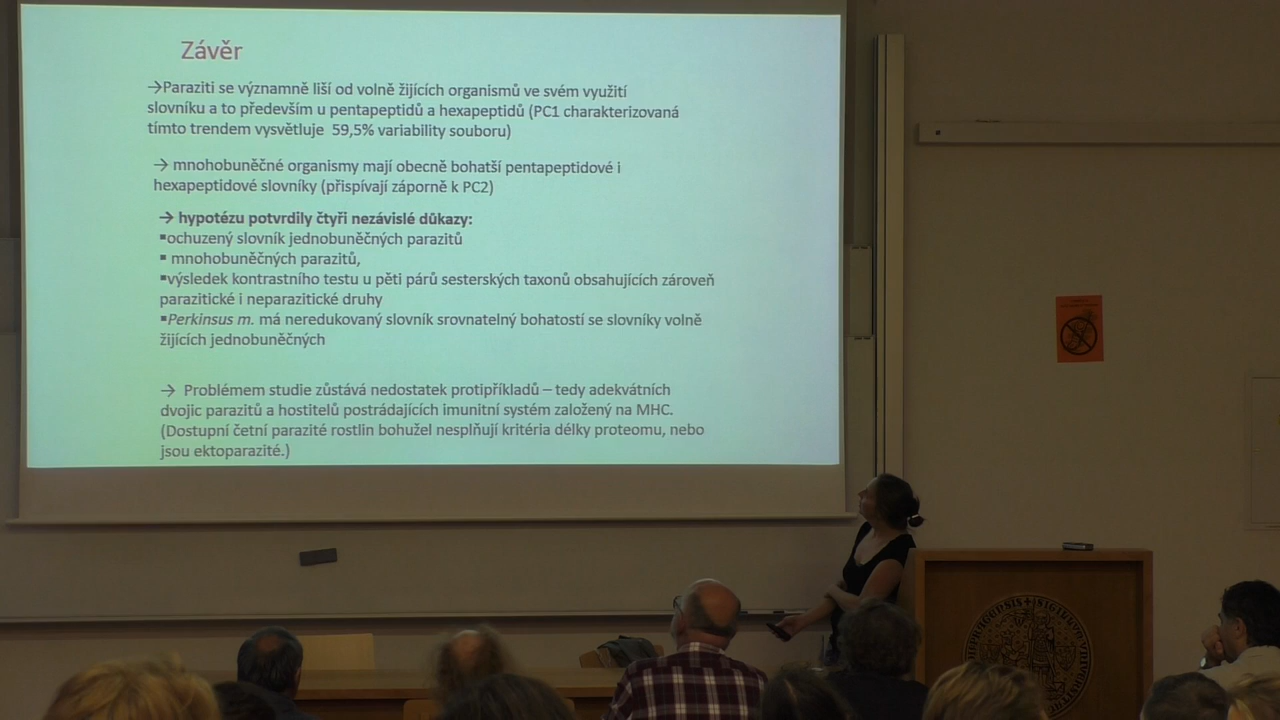 Závěr
→Paraziti se významně liší od volně žijících organismů ve svém využití
slovníku a to především u pentapeptidů a hexapeptidů (PC1 charakterizovaná
tímto trendem vysvětluje 59,5% variability souboru)
→ mnohobuněčné organismy mají obecně bohatší pentapeptidové i
hexapeptidové slovníky (přispívají záporně k PC2)
→ hypotézu potvrdily čtyři nezávislé důkazy:
▪ochuzený slovník jednobuněčných parazitů
▪ mnohobuněčných parazitů,
▪výsledek kontrastního testu u pěti párů sesterských taxonů obsahujících zároveň
parazitické i neparazitické druhy
▪Perkinsus m. má neredukovaný slovník srovnatelný bohatostí se slovníky volně
žijících jednobuněčných
→ Problémem studie zůstává nedostatek protipříkladů – tedy adekvátních
dvojic parazitů a hostitelů postrádajících imunitní systém založený na MHC.
(Dostupní četní parazité rostlin bohužel nesplňují kritéria délky proteomu, nebo
jsou ektoparazité.)